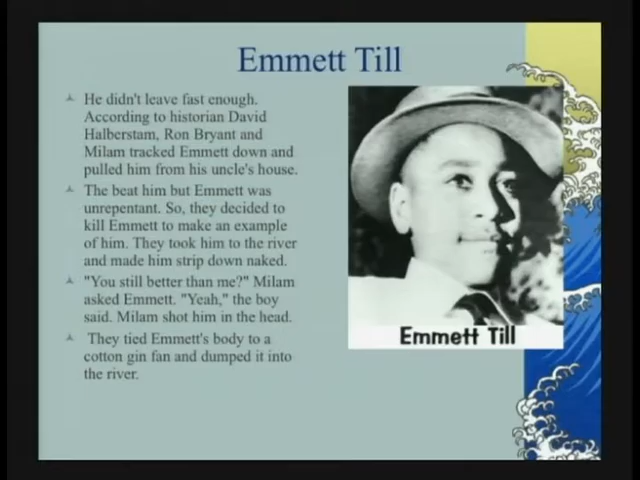 Emmett Till
He didn't leave fast enough.
According to historian David
Halberstam, Ron Bryant and
Milam tracked Emmett down and
pulled him from his uncle's house.
The beat him but Emmett was
unrepentant. So, they decided to
kill Emmett to make an example
of him. They took him to the river
and made him strip down naked.
"You still better than me?" Milam
asked Emmett. "Yeah," the boy
said. Milam shot him in the head.
They tied Emmett's body to a
cotton gin fan and dumped it into
the river.
Emmett Till